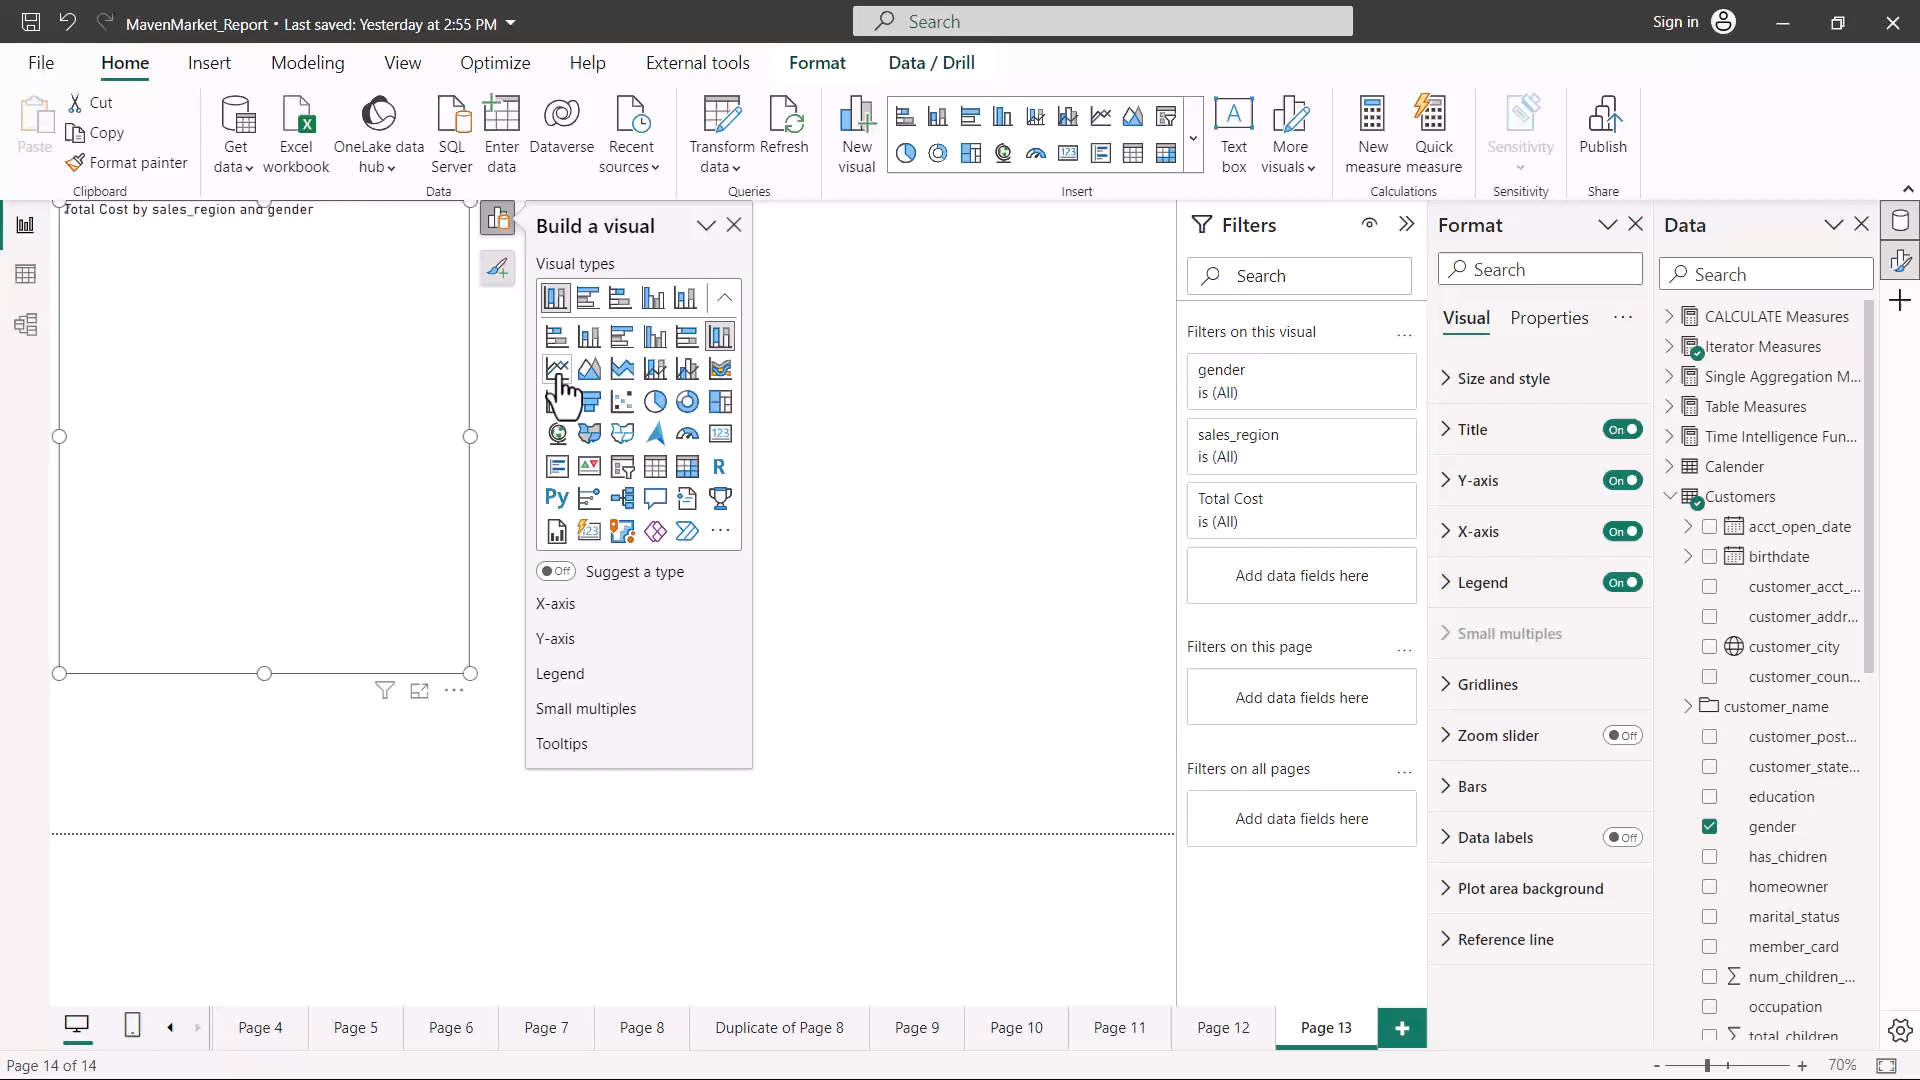 MavenMarket_Report • Last saved: Yesterday at 2:55 PM
Search
Sign in
File
Home
Insert
Modeling
View
Optimize
Help
External tools
Format
Data / Drill
Paste
Cut
Copy
Format painter
Clipboard
Get data
Excel workbook
OneLake data hub
SQL Server
Enter data
Dataverse
Recent sources
Data
Transform data
Refresh
Queries
New visual
Text box
More visuals
Insert
New measure
Quick measure
Calculations
Sensitivity
Sensitivity
Publish
Share
Total Cost by sales_region and gender
Build a visual
Visual types
R
Py
123
123
Off
Suggest a type
X-axis
Y-axis
Legend
Small multiples
Tooltips
Filters
Search
Filters on this visual
gender
is (All)
sales_region
is (All)
Total Cost
is (All)
Add data fields here
Filters on this page
Add data fields here
Filters on all pages
Add data fields here
Format
Search
Visual
Properties
Size and style
Title
On
Y-axis
On
X-axis
On
Legend
On
Small multiples
Gridlines
Zoom slider
Off
Bars
Data labels
Off
Plot area background
Reference line
Data
Search
CALCULATE Measures
Iterator Measures
Single Aggregation M...
Table Measures
Time Intelligence Fun...
Calender
Customers
acct_open_date
birthdate
customer_acct_...
customer_addr...
customer_city
customer_coun...
customer_name
customer_post...
customer_state...
education
gender
has_chidren
homeowner
marital_status
member_card
num_children_...
occupation
total_children
Page 4
Page 5
Page 6
Page 7
Page 8
Duplicate of Page 8
Page 9
Page 10
Page 11
Page 12
Page 13
Page 14 of 14
70%